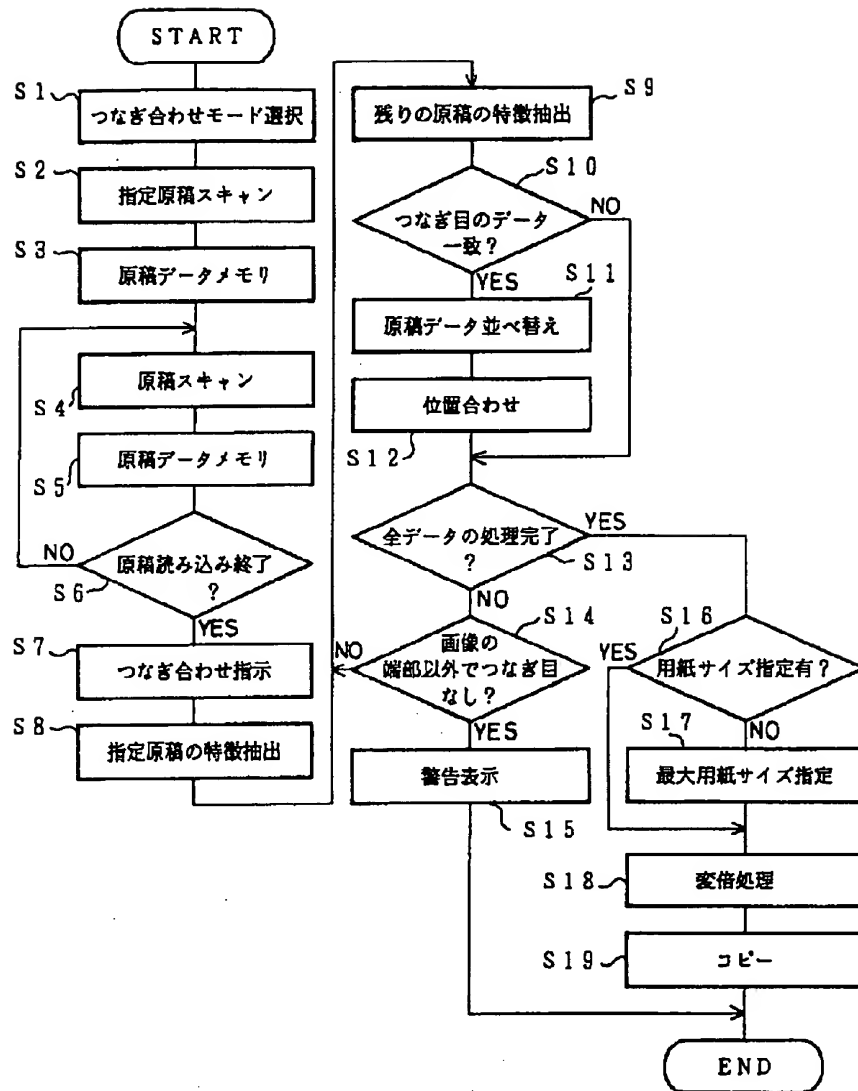 START
S1
つなぎ合わせモード選択
S2
指定原稿スキャン
S3
原稿データメモリ
原稿スキャン
S4
原稿データメモリ
S5
NO
原稿読み込み終了
?
S6
YES
S7
つなぎ合わせ指示
S8
指定原稿の特徴抽出
S9
残りの原稿の特徴抽出
S10
NO
つなぎ目のデータ
一致?
YES
S11
原稿データ並べ替え
位置合わせ
S12
YES
全データの処理完了
?
S13
NO
S14
NO
画像の
端部以外でつなぎ目
なし?
YES
警告表示
S15
S16
YES
用紙サイズ指定有?
NO
S17
最大用紙サイズ指定
S18
変倍処理
S19
コピー
END